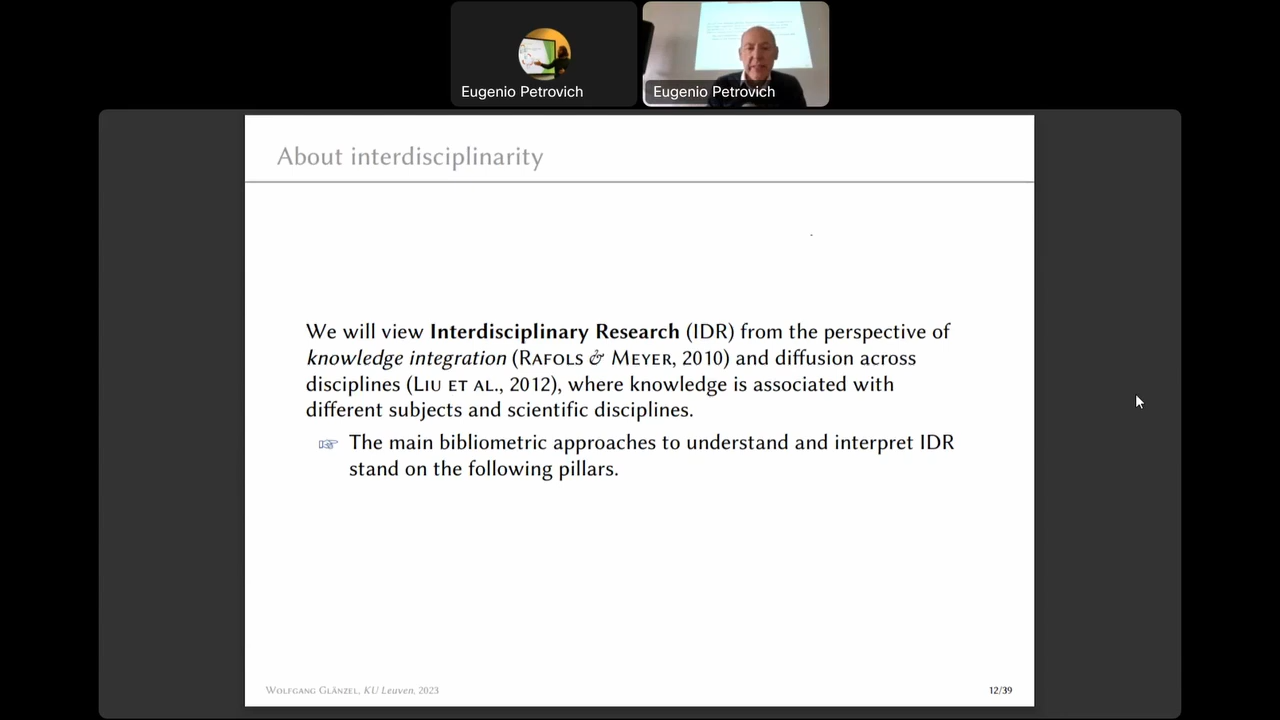 Eugenio Petrovich
Eugenio Petrovich
About interdisciplinarity
We will view Interdisciplinary Research (IDR) from the perspective of
knowledge integration (Rafols & Meyer, 2010) and diffusion across
disciplines (Liu et al., 2012), where knowledge is associated with
different subjects and scientific disciplines.
☞ The main bibliometric approaches to understand and interpret IDR
stand on the following pillars.
Wolfgang Glänzel, KU Leuven, 2023
12/39